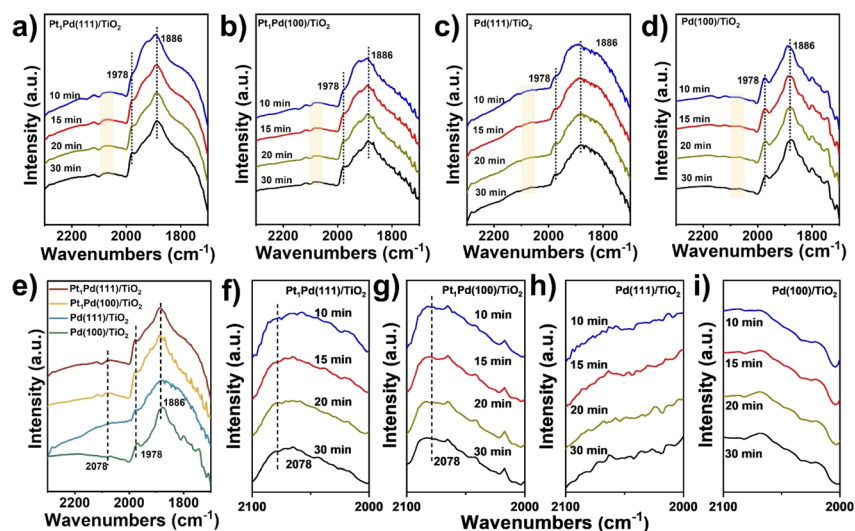 a)
Pt₁Pd(111)/TiO₂
1978
1886
10 min
15 min
20 min
30 min
Intensity (a.u.)
2300 2000 1800
Wavenumbers (cm⁻¹)
b)
Pt₁Pd(100)/TiO₂
1886
1978
10 min
15 min
20 min
30 min
Intensity (a.u.)
2300 2000 1800
Wavenumbers (cm⁻¹)
c)
Pd(111)/TiO₂
1978
1886
10 min
15 min
20 min
30 min
Intensity (a.u.)
2300 2000 1800
Wavenumbers (cm⁻¹)
d)
Pd(100)/TiO₂
1886
1978
10 min
15 min
20 min
30 min
Intensity (a.u.)
2300 2000 1800
Wavenumbers (cm⁻¹)
e)
Pt₁Pd(111)/TiO₂
Pt₁Pd(100)/TiO₂
Pd(111)/TiO₂
Pd(100)/TiO₂
1886
2078
1978
Intensity (a.u.)
2300 2000 1800
Wavenumbers (cm⁻¹)
f)
Pt₁Pd(111)/TiO₂
10 min
15 min
20 min
30 min
2078
Intensity (a.u.)
2100 2000
g)
Pt₁Pd(100)/TiO₂
10 min
15 min
20 min
30 min
2078
Intensity (a.u.)
2100 2000
Wavenumbers (cm⁻¹)
h)
Pd(111)/TiO₂
10 min
15 min
20 min
30 min
Intensity (a.u.)
2100 2000
i)
Pd(100)/TiO₂
10 min
15 min
20 min
30 min
Intensity (a.u.)
2100 2000
Wavenumbers (cm⁻¹)